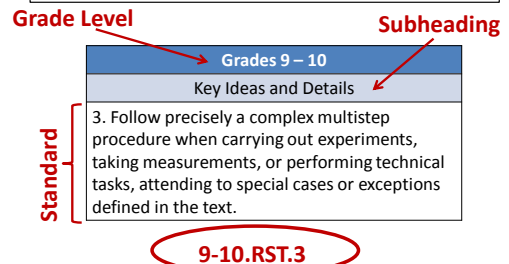 Grade Level
Subheading
Grades 9 – 10
Key Ideas and Details
Standard
3. Follow precisely a complex multistep
procedure when carrying out experiments,
taking measurements, or performing technical
tasks, attending to special cases or exceptions
defined in the text.
9-10.RST.3